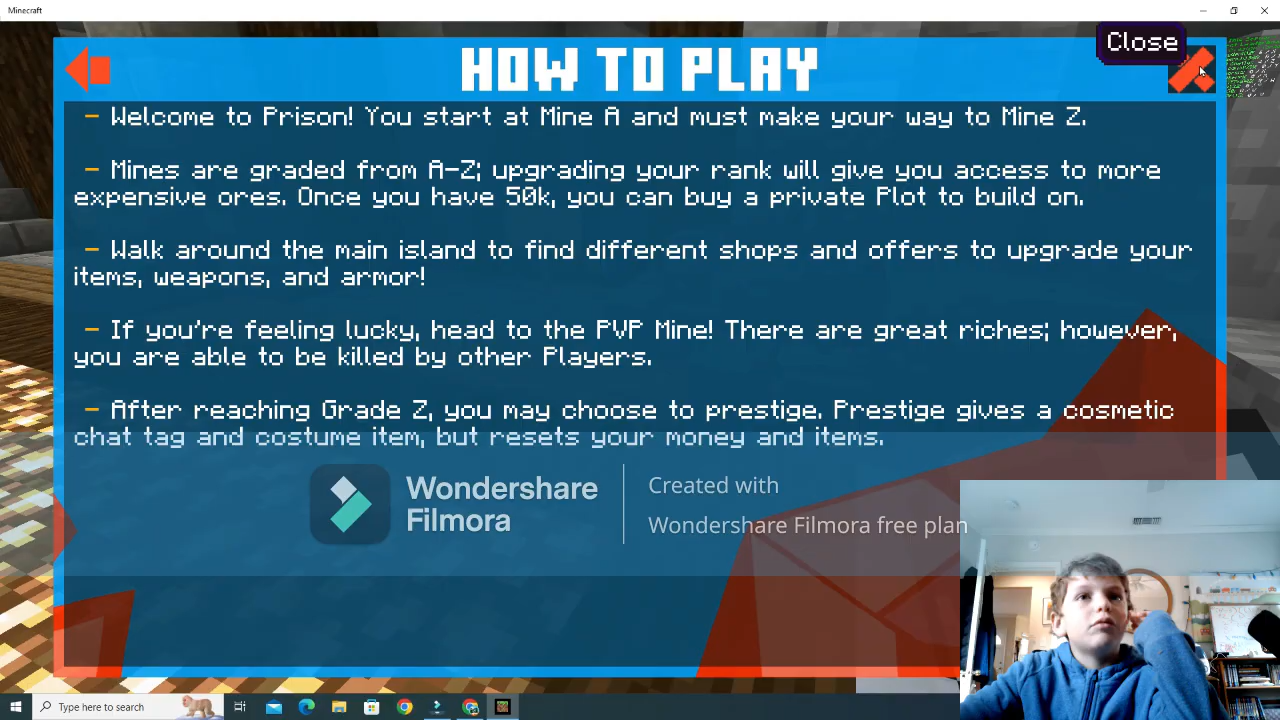 Minecraft
Close
HOW TO PLAY
– Welcome to Prison! You start at Mine A and must make your way to Mine Z.
– Mines are graded from A-Z; upgrading your rank will give you access to more
expensive ores. Once you have 50k, you can buy a private Plot to build on.
– Walk around the main island to find different shops and offers to upgrade your
items, weapons, and armor!
– If you're feeling lucky, head to the PVP Mine! There are great riches; however,
you are able to be killed by other Players.
– After reaching Grade Z, you may choose to prestige. Prestige gives a cosmetic
chat tag and costume item, but resets your money and items.
Wondershare
Filmora
Created with
Wondershare Filmora free plan
Type here to search